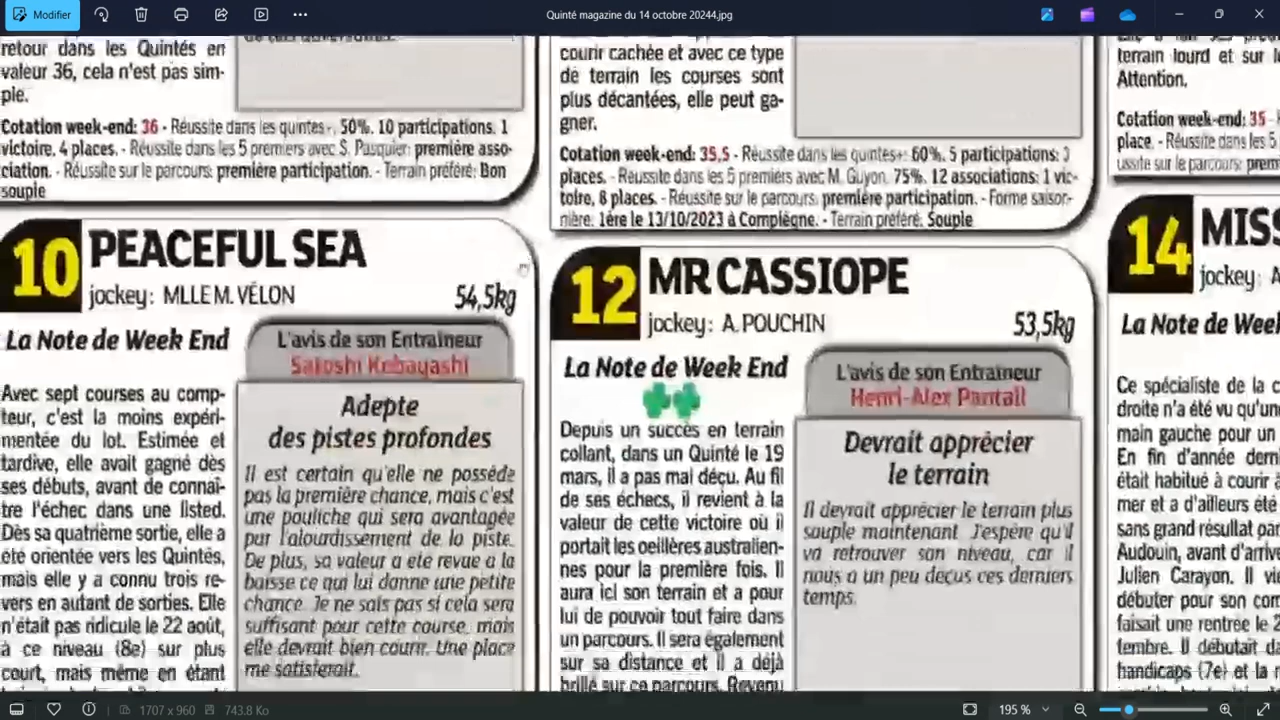 Modifier
Quinté magazine du 14 octobre 20244.jpg
retour dans les Quintés en
valeur 36, cela n'est pas sim-
ple.
Cotation week-end: 36 - Réussite dans les quintés+: 50%. 10 participations. 1
victoire, 4 places. - Réussite dans les 5 premiers avec S. Pasquier: première asso-
ciation. - Réussite sur le parcours: première participation. - Terrain préféré: Bon
souple
10 PEACEFUL SEA
jockey: MLLE M. VÉLON 54,5kg
La Note de Week End
Avec sept courses au comp-
teur, c'est la moins expéri-
mentée du lot. Estimée et
tardive, elle avait gagné dès
ses débuts, avant de connaî-
tre l'échec dans une listed.
Dès sa quatrième sortie, elle a
été orientée vers les Quintés,
mais elle y a connu trois re-
vers en autant de sorties. Elle
n'était pas ridicule le 22 août,
à ce niveau (8e) sur plus
court, mais même en étant
L'avis de son Entraîneur
Satoshi Kobayashi
Adepte
des pistes profondes
Il est certain qu'elle ne possède
pas la première chance, mais c'est
une pouliche qui sera avantagée
par l'alourdissement de la piste.
De plus, sa valeur a été revue à la
baisse ce qui lui donne une petite
chance. Je ne sais pas si cela sera
suffisant pour cette course, mais
elle devrait bien courir. Une place
me satisferait.
courir cachée et avec ce type
de terrain les courses sont
plus décantées, elle peut ga-
gner.
Cotation week-end: 35,5 - Réussite dans les quintés+: 60%. 5 participations: 3
places. - Réussite dans les 5 premiers avec M. Guyon. 75%. 12 associations: 1 vic-
toire, 8 places. - Réussite sur le parcours: première participation. - Forme saison-
nière: 1ère le 13/10/2023 à Complègne. - Terrain préféré: Souple
12 MR CASSIOPE
jockey: A. POUCHIN 53,5kg
La Note de Week End
Depuis un succès en terrain
collant, dans un Quinté le 19
mars, il a pas mal déçu. Au fil
de ses échecs, il revient à la
valeur de cette victoire où il
portait les oeillères australien-
nes pour la première fois. Il
aura ici son terrain et a pour
lui de pouvoir tout faire dans
un parcours. Il sera également
sur sa distance et il a déjà
brillé sur ce parcours. Revenu
L'avis de son Entraîneur
Henri-Alex Pantall
Devrait apprécier
le terrain
Il devrait apprécier le terrain plus
souple maintenant. J'espère qu'il
va retrouver son niveau, car il
nous a un peu déçus ces derniers
temps.
terrain lourd et sur l
Attention.
Cotation week-end: 35 -
place. - Réussite dans les 5
ussite sur le parcours: prem
14 MISS
jockey: A
La Note de Week
Ce spécialiste de la c
droite n'a été vu qu'un
main gauche pour un
En fin d'année dern
était habitué à courir à
mer et a d'ailleurs été
sans grand résultat pa
Audouin, avant d'arrive
Julien Carayon. Il vi
débuter pour son com
faisait une rentrée le 2
tembre. Il débutait da
handicaps (7e) et la
1707 x 960 743.8 Ko
195 %